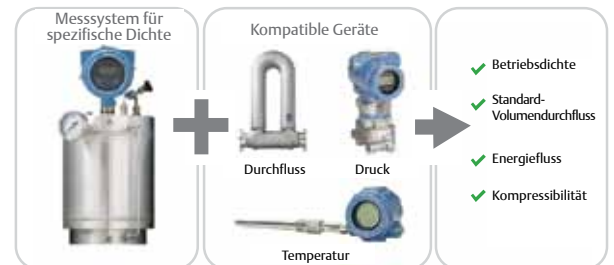 Messsystem für
spezifische Dichte
Kompatible Geräte
Durchfluss
Druck
Temperatur
Betriebsdichte
Standard-
Volumendurchfluss
Energiefluss
Kompressibilität